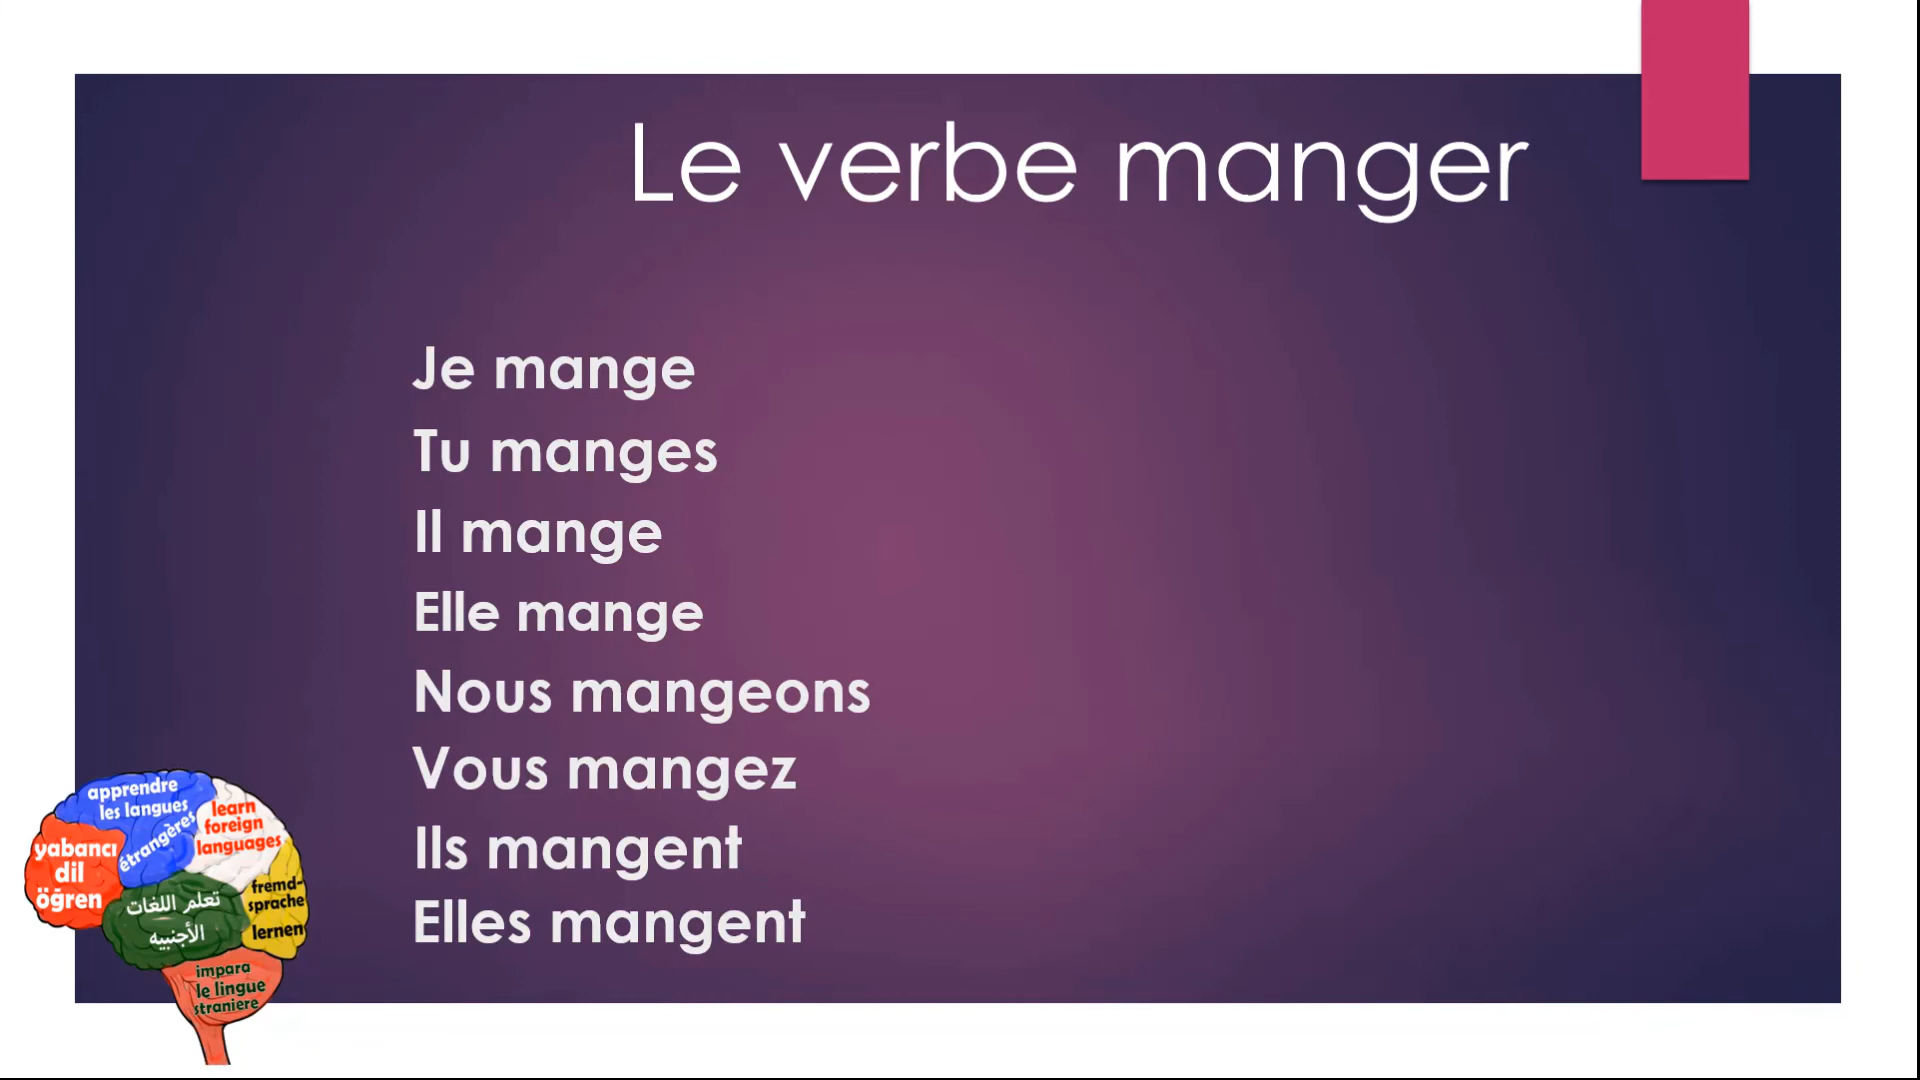 Le verbe manger
Je mange
Tu manges
Il mange
Elle mange
Nous mangeons
Vous mangez
Ils mangent
Elles mangent
apprendre
les langues
étrangères
learn
foreign
languages
yabancı
dil
öğren
تعلم اللغات
الأجنبيه
fremd-
sprache
lernen
impara
le lingue
straniere